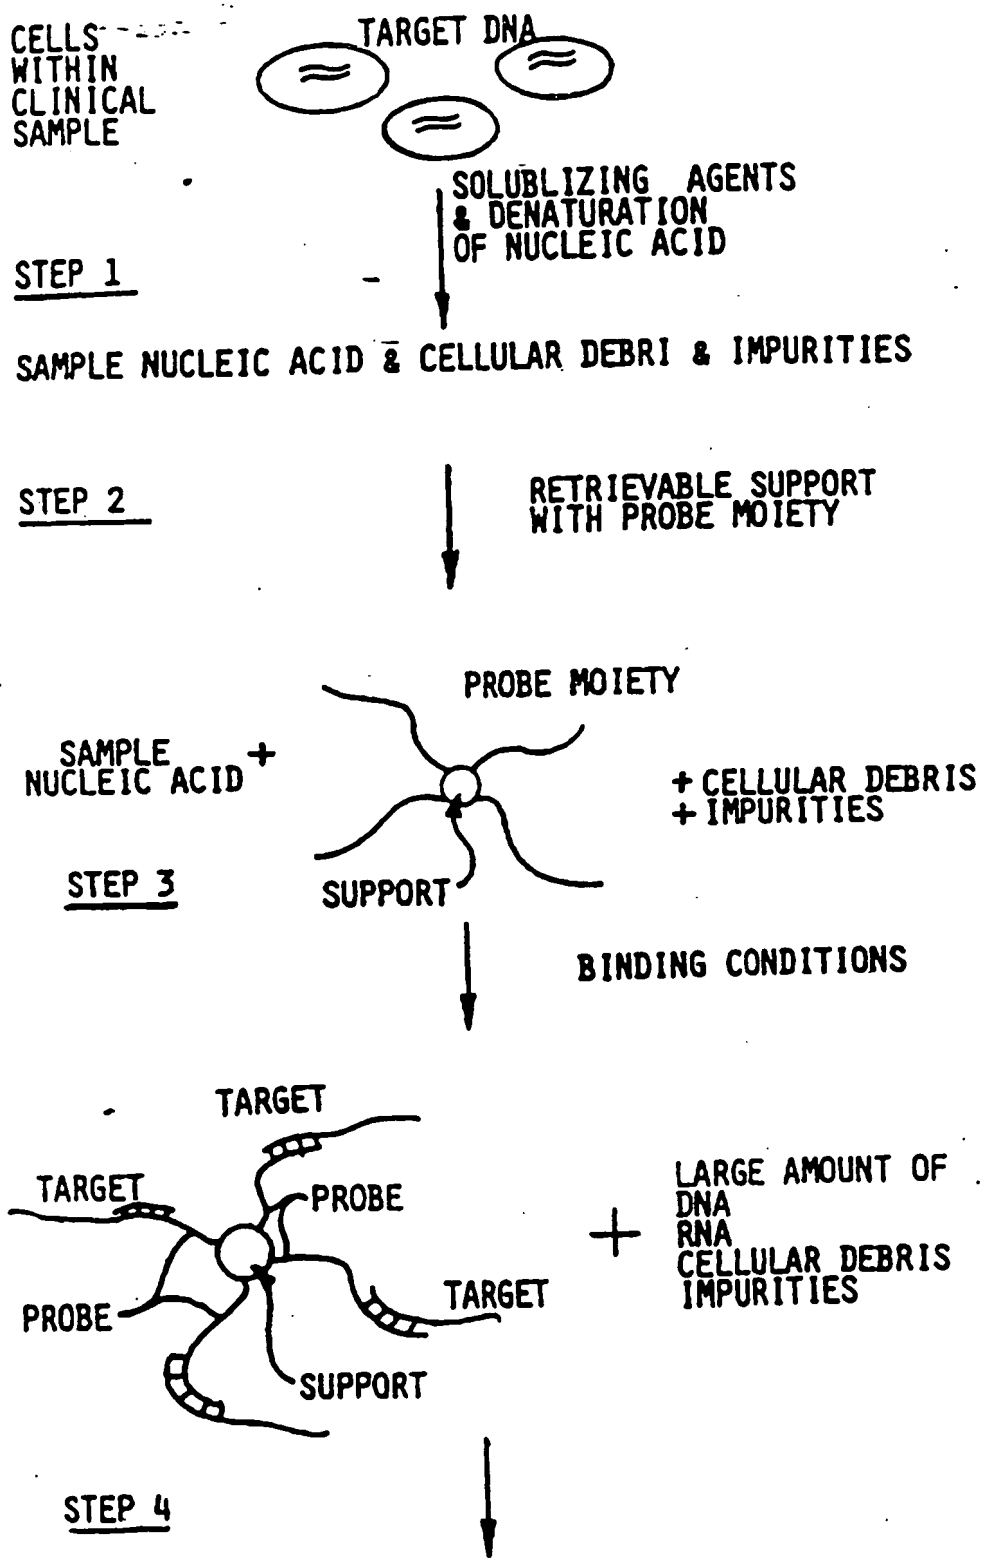 CELLS
WITHIN
CLINICAL
SAMPLE
TARGET DNA
SOLUBLIZING AGENTS
& DENATURATION
OF NUCLEIC ACID
STEP 1
SAMPLE NUCLEIC ACID & CELLULAR DEBRI & IMPURITIES
STEP 2
RETRIEVABLE SUPPORT
WITH PROBE MOIETY
PROBE MOIETY
SAMPLE +
NUCLEIC ACID
+ CELLULAR DEBRIS
+ IMPURITIES
STEP 3
SUPPORT
BINDING CONDITIONS
TARGET
TARGET
PROBE
+
LARGE AMOUNT OF
DNA
RNA
CELLULAR DEBRIS
IMPURITIES
TARGET
PROBE
SUPPORT
STEP 4